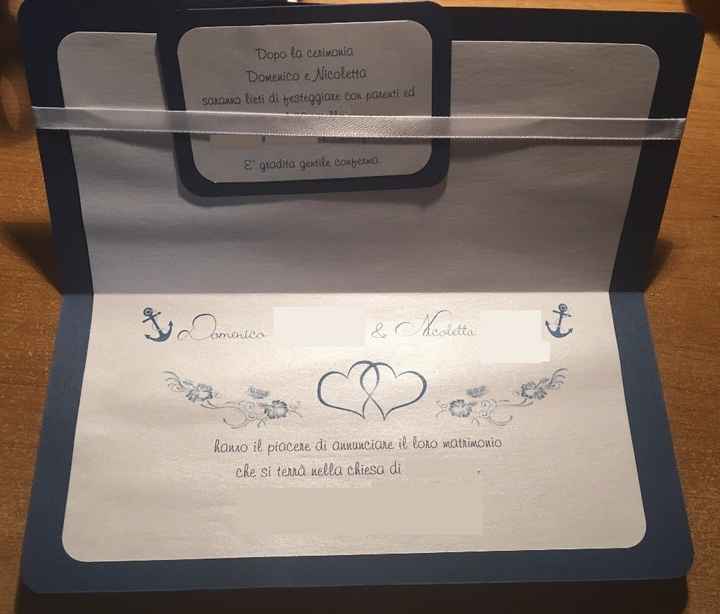 Dopo la cerimonia
Domenico e Nicoletta
saranno lieti di festeggiare con parenti ed
E' gradita gentile conferma.
Domenico & Nicoletta
hanno il piacere di annunciare il loro matrimonio
che si terrà nella chiesa di